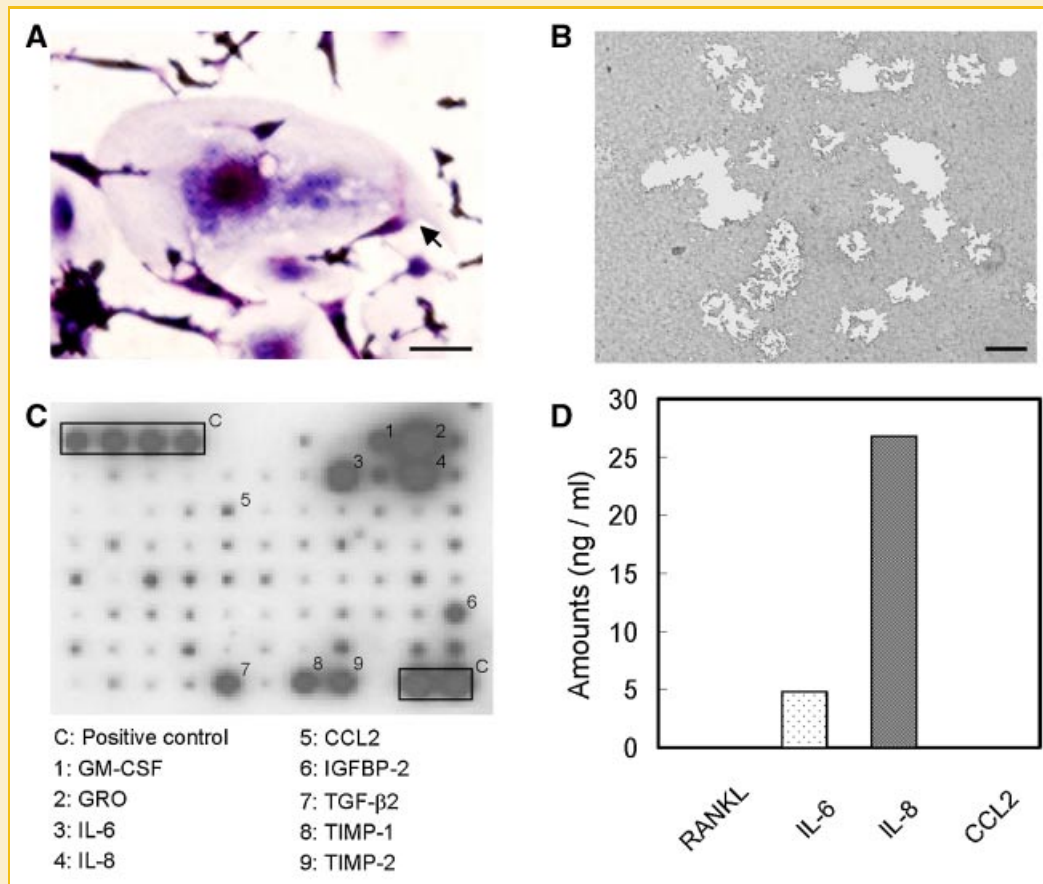 A
B
C
C
1
2
3
4
5
6
7
8
9
C
C: Positive control
1: GM-CSF
2: GRO
3: IL-6
4: IL-8
5: CCL2
6: IGFBP-2
7: TGF-β2
8: TIMP-1
9: TIMP-2
D
Amounts (ng / ml)
30
25
20
15
10
5
0
RANKL
IL-6
IL-8
CCL2